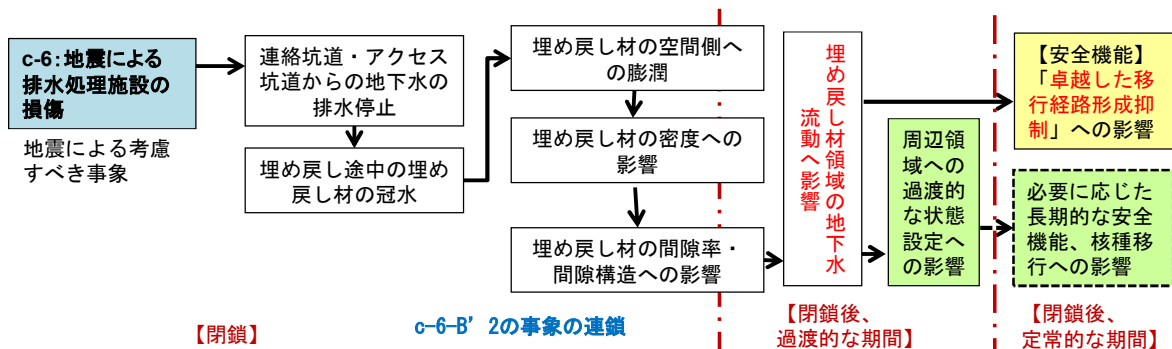 c-6:地震による
排水処理施設の
損傷
地震による考慮
すべき事象
連絡坑道・アクセス
坑道からの地下水の
排水停止
埋め戻し途中の埋め
戻し材の冠水
埋め戻し材の空間側へ
の膨潤
埋め戻し材の密度への
影響
埋め戻し材の間隙率・
間隙構造への影響
埋め戻し材領域の地下水
流動へ影響
周辺領
域への
過渡的
な状態
設定へ
の影響
【安全機能】
「卓越した移
行経路形成抑
制」への影響
必要に応じた
長期的な安全
機能、核種移
行への影響
【閉鎖】
c-6-B’2の事象の連鎖
【閉鎖後、
過渡的な期間】
【閉鎖後、
定常的な期間】